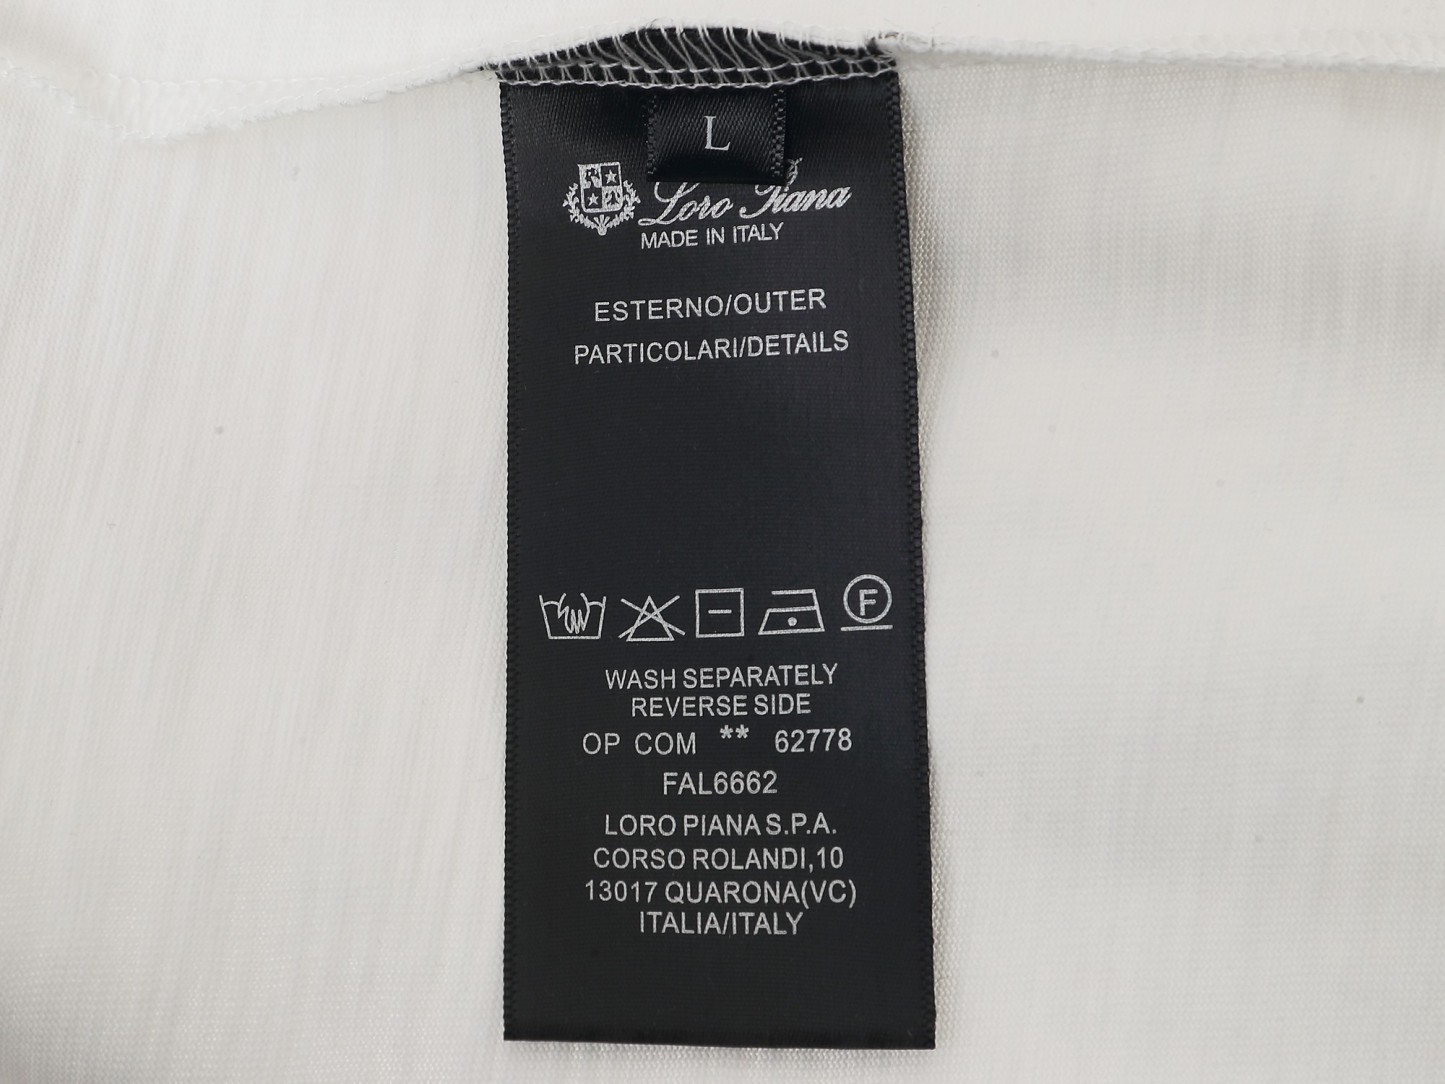 L
Loro Piana
MADE IN ITALY
ESTERNO/OUTER
PARTICOLARI/DETAILS
F
WASH SEPARATELY
REVERSE SIDE
OP COM ** 62778
FAL6662
LORO PIANA S.P.A.
CORSO ROLANDI,10
13017 QUARONA(VC)
ITALIA/ITALY